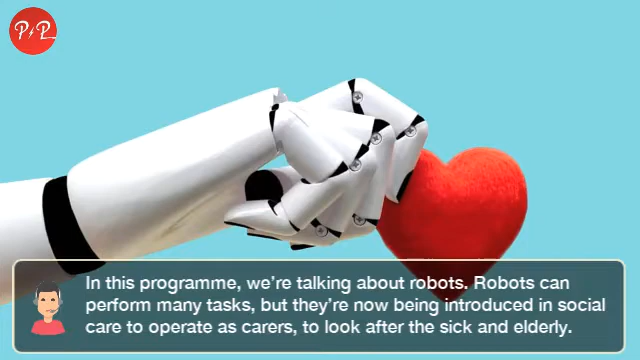 P P
In this programme, we're talking about robots. Robots can
perform many tasks, but they're now being introduced in social
care to operate as carers, to look after the sick and elderly.